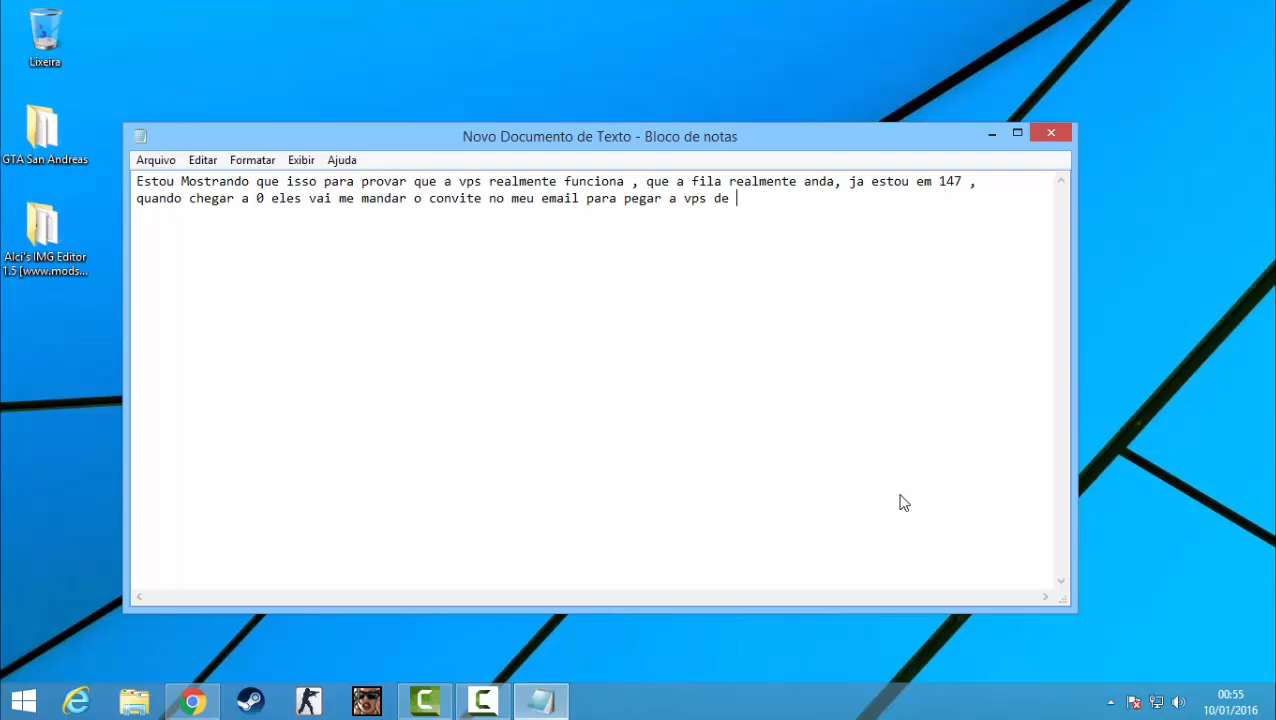 Lixeira
GTA San Andreas
Alci's IMG Editor
1.5 [www.mods...
Novo Documento de Texto - Bloco de notas
Arquivo Editar Formatar Exibir Ajuda
Estou Mostrando que isso para provar que a vps realmente funciona , que a fila realmente anda, ja estou em 147 ,
quando chegar a 0 eles vai me mandar o convite no meu email para pegar a vps de
00:55
10/01/2016